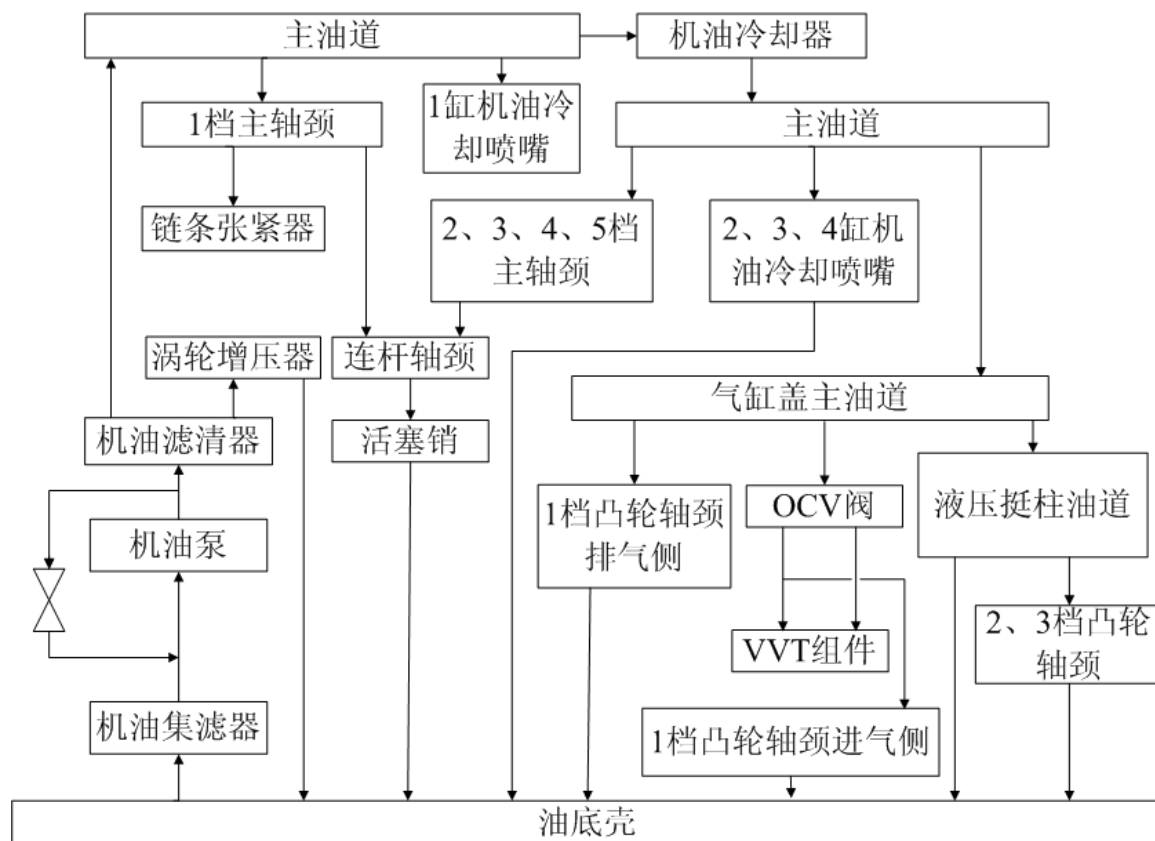 主油道
机油冷却器
1档主轴颈
1缸机油冷
却喷嘴
主油道
链条张紧器
2、3、4、5档
主轴颈
2、3、4缸机
油冷却喷嘴
涡轮增压器
连杆轴颈
气缸盖主油道
机油滤清器
活塞销
1档凸轮轴颈
排气侧
OCV阀
液压挺柱油道
机油泵
VVT组件
2、3档凸轮
轴颈
机油集滤器
1档凸轮轴颈进气侧
油底壳